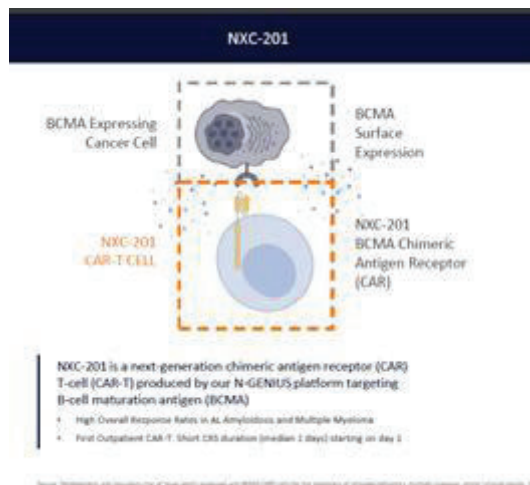 NXC-201
BCMA Expressing
Cancer Cell
BCMA
Surface
Expression
NXC-201
CAR-T CELL
NXC-201
BCMA Chimeric
Antigen Receptor
(CAR)
NXC-201 is a next-generation chimeric antigen receptor (CAR)
T-cell (CAR-T) produced by our N-GENIUS platform targeting
B-cell maturation antigen (BCMA)
• High Overall Response Rates in AL Amyloidosis and Multiple Myeloma
• First Outpatient CAR-T: Short CRS duration (median 2 days) starting on day 1